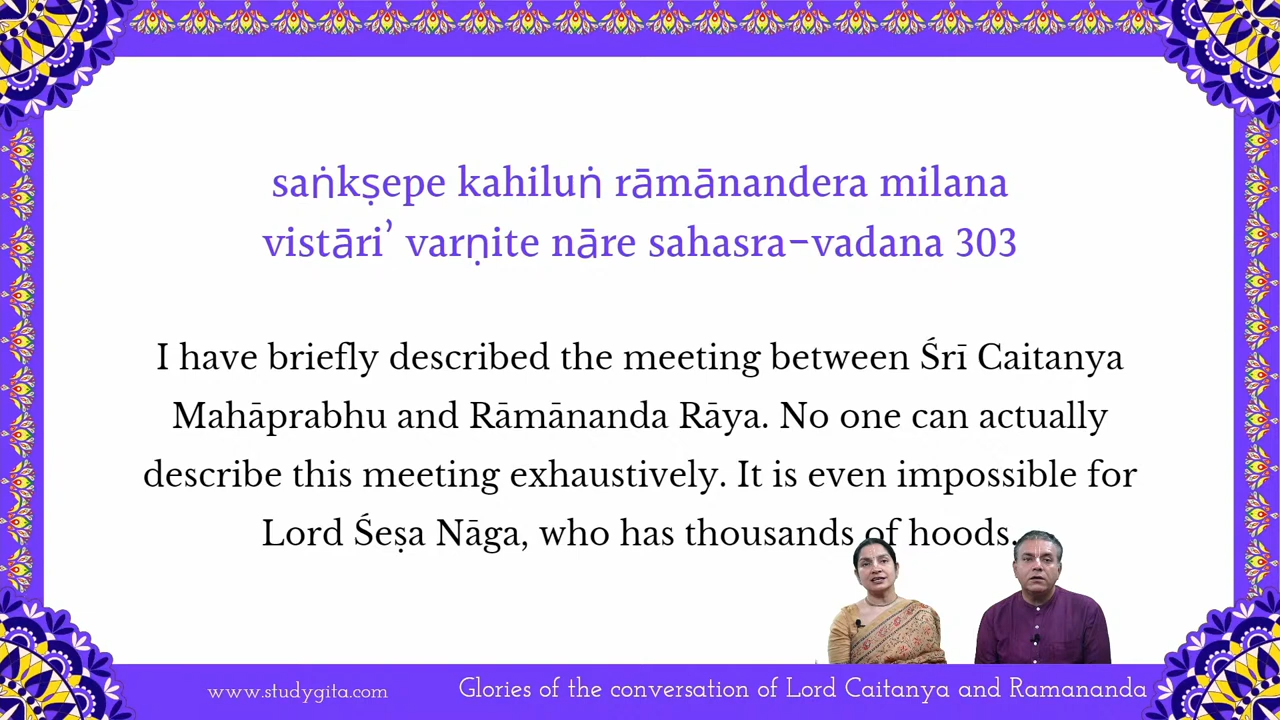 saṅkṣepe kahiluṅ rāmānandera milana
vistāri’ varṇite nāre sahasra-vadana 303
I have briefly described the meeting between Śrī Caitanya
Mahāprabhu and Rāmānanda Rāya. No one can actually
describe this meeting exhaustively. It is even impossible for
Lord Śeṣa Nāga, who has thousands of hoods.
www.studygita.com
Glories of the conversation of Lord Caitanya and Ramananda